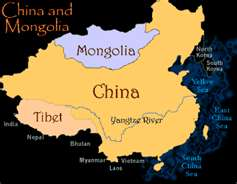 China and
Mongolia
Mongolia
North
Korea
South
Korea
China
Yellow
Sea
Yangtze River
Tibet
East
China
Sea
India
Nepal
Bhutan
Myanmar
Laos
Vietnam
South
China Sea